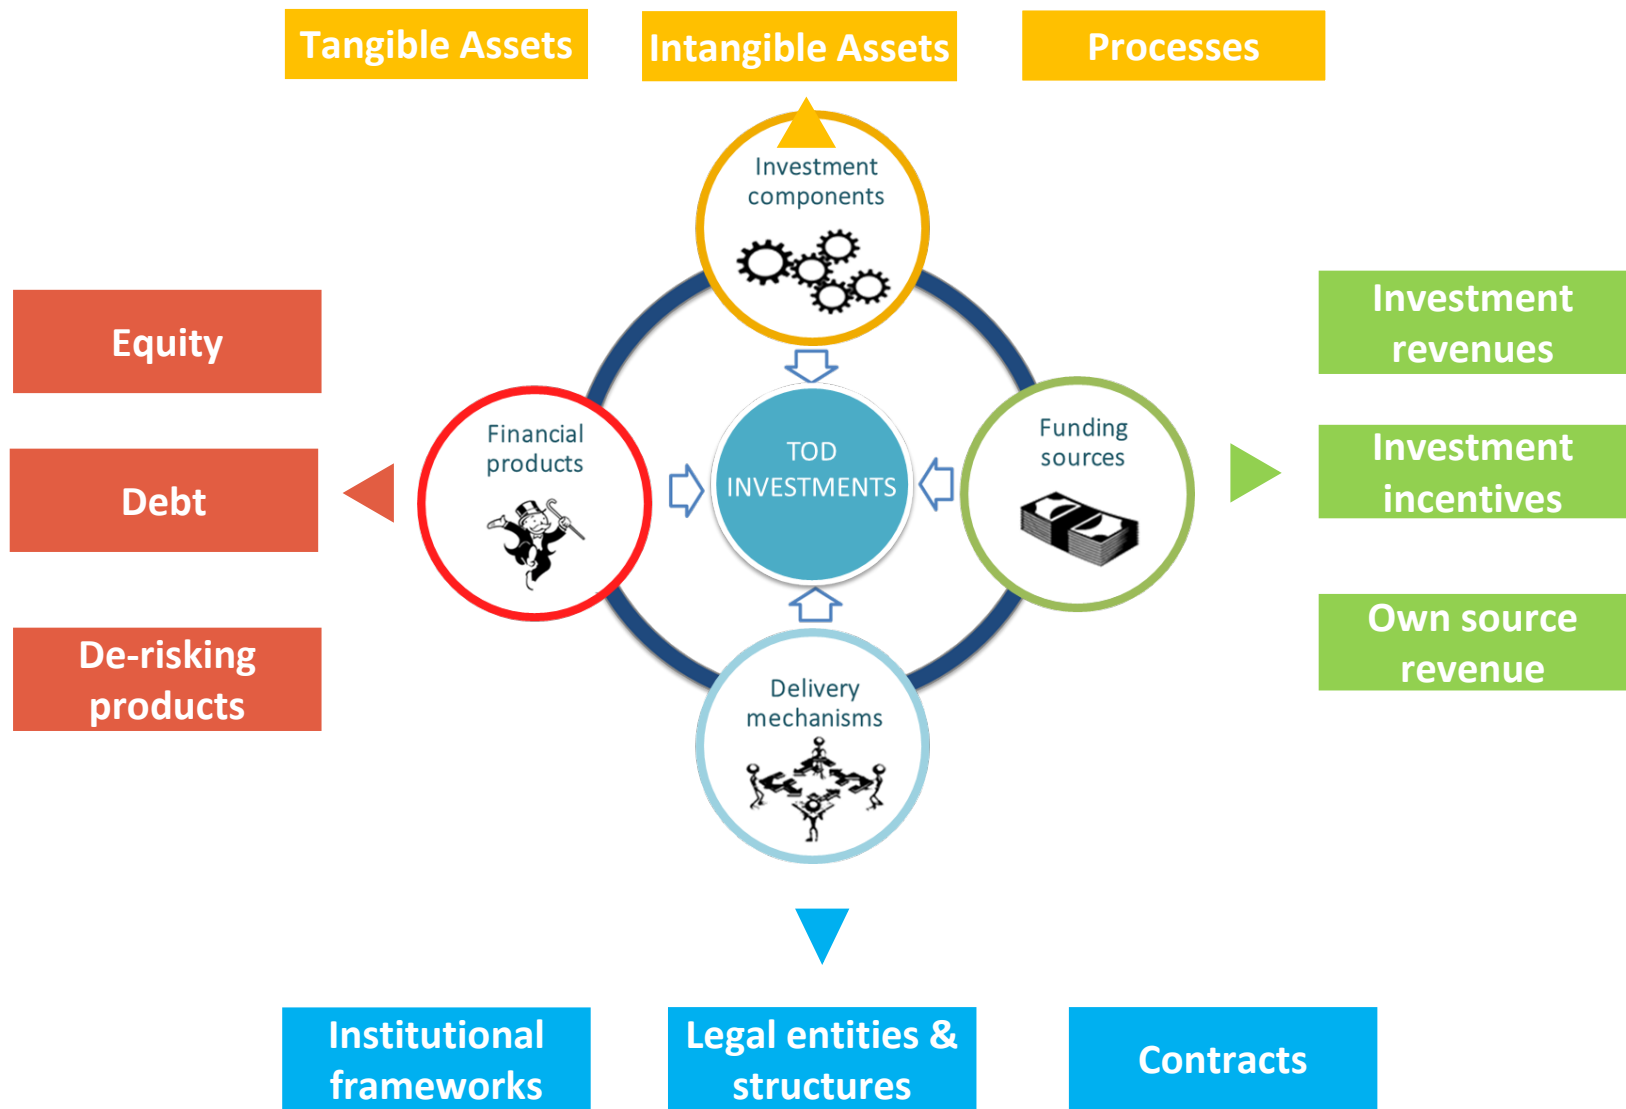 Tangible Assets
Intangible Assets
Processes
Investment
components
Equity
Debt
De-risking
products
Financial
products
TOD
INVESTMENTS
Funding
sources
Investment
revenues
Investment
incentives
Own source
revenue
Delivery
mechanisms
Institutional
frameworks
Legal entities &
structures
Contracts